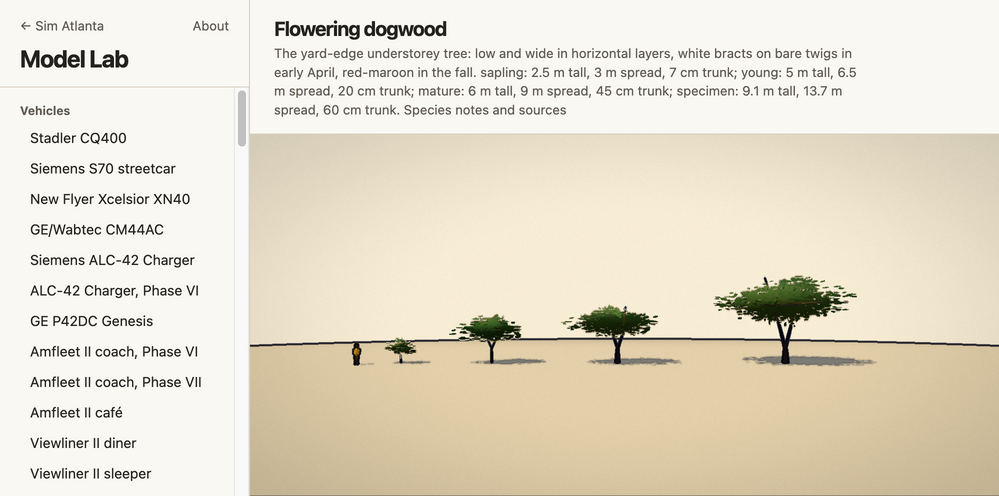 ← Sim Atlanta
About
Model Lab
Vehicles
Stadler CQ400
Siemens S70 streetcar
New Flyer Xcelsior XN40
GE/Wabtec CM44AC
Siemens ALC-42 Charger
ALC-42 Charger, Phase VI
GE P42DC Genesis
Amfleet II coach, Phase VI
Amfleet II coach, Phase VII
Amfleet II café
Viewliner II diner
Viewliner II sleeper
Flowering dogwood
The yard-edge understorey tree: low and wide in horizontal layers, white bracts on bare twigs in
early April, red-maroon in the fall. sapling: 2.5 m tall, 3 m spread, 7 cm trunk; young: 5 m tall, 6.5
m spread, 20 cm trunk; mature: 6 m tall, 9 m spread, 45 cm trunk; specimen: 9.1 m tall, 13.7 m
spread, 60 cm trunk. Species notes and sources